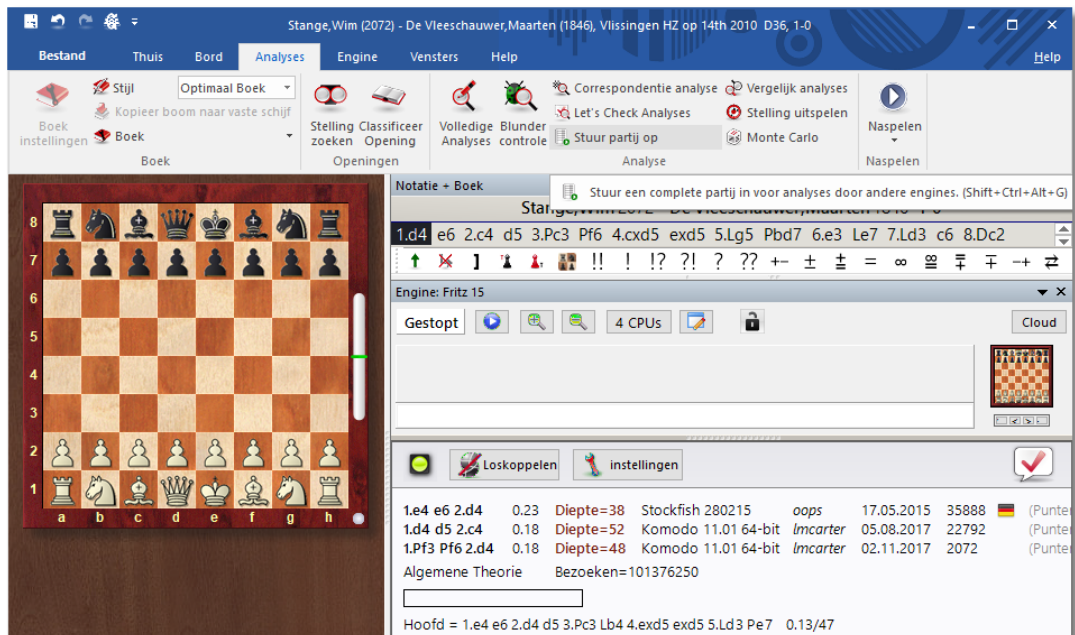 Stange,Wim (2072) - De Vleeschauwer,Maarten (1846), Vlissingen HZ op 14th 2010  D36, 1-0
Bestand Thuis Bord Analyses Engine Vensters Help Help
Boek instellingen
Stijl Optimaal Boek
Kopieer boom naar vaste schijf
Boek
Boek
Stelling zoeken
Classificeer Opening
Openingen
Volledige Analyses
Blunder controle
Correspondentie analyse
Let's Check Analyses
Stuur partij op
Vergelijk analyses
Stelling uitspelen
Monte Carlo
Analyse
Naspelen
Naspelen
Stuur een complete partij in voor analyses door andere engines. (Shift+Ctrl+Alt+G)
Notatie + Boek
1.d4 e6 2.c4 d5 3.Pc3 Pf6 4.cxd5 exd5 5.Lg5 Pbd7 6.e3 Le7 7.Ld3 c6 8.Dc2
!! ! !? ?! ? ?? +- ± ⩲ = ∞ ⯹ ⩱ ∓ -+ ⇄
Engine: Fritz 15
Gestopt 4 CPUs Cloud
8
7
6
5
4
3
2
1
a b c d e f g h
Loskoppelen instellingen
1.e4 e6 2.d4 0.23 Diepte=38 Stockfish 280215 oops 17.05.2015 35888
1.d4 d5 2.c4 0.18 Diepte=52 Komodo 11.01 64-bit lmcarter 05.08.2017 22792
1.Pf3 Pf6 2.d4 0.18 Diepte=48 Komodo 11.01 64-bit lmcarter 02.11.2017 2072
Algemene Theorie Bezoeken=101376250
Hoofd = 1.e4 e6 2.d4 d5 3.Pc3 Lb4 4.exd5 exd5 5.Ld3 Pe7 0.13/47